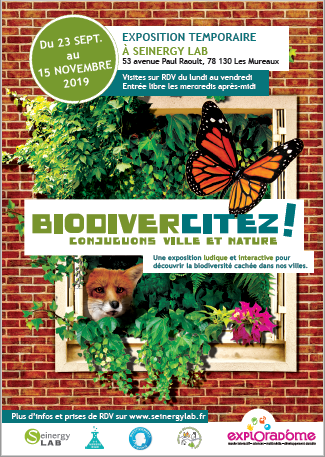 Du 23 SEPT.
au
15 NOVEMBRE
2019
EXPOSITION TEMPORAIRE
À SEINERGY LAB
53 avenue Paul Raoult, 78 130 Les Mureaux
Visites sur RDV du lundi au vendredi
Entrée libre les mercredis après-midi
BIODIVERCITEZ!
CONJUGUONS VILLE ET NATURE
Une exposition ludique et interactive pour
découvrir la biodiversité cachée dans nos villes.
Plus d'infos et prises de RDV sur www.seinergylab.fr
Seinergy
LAB
EXPLORADÔME